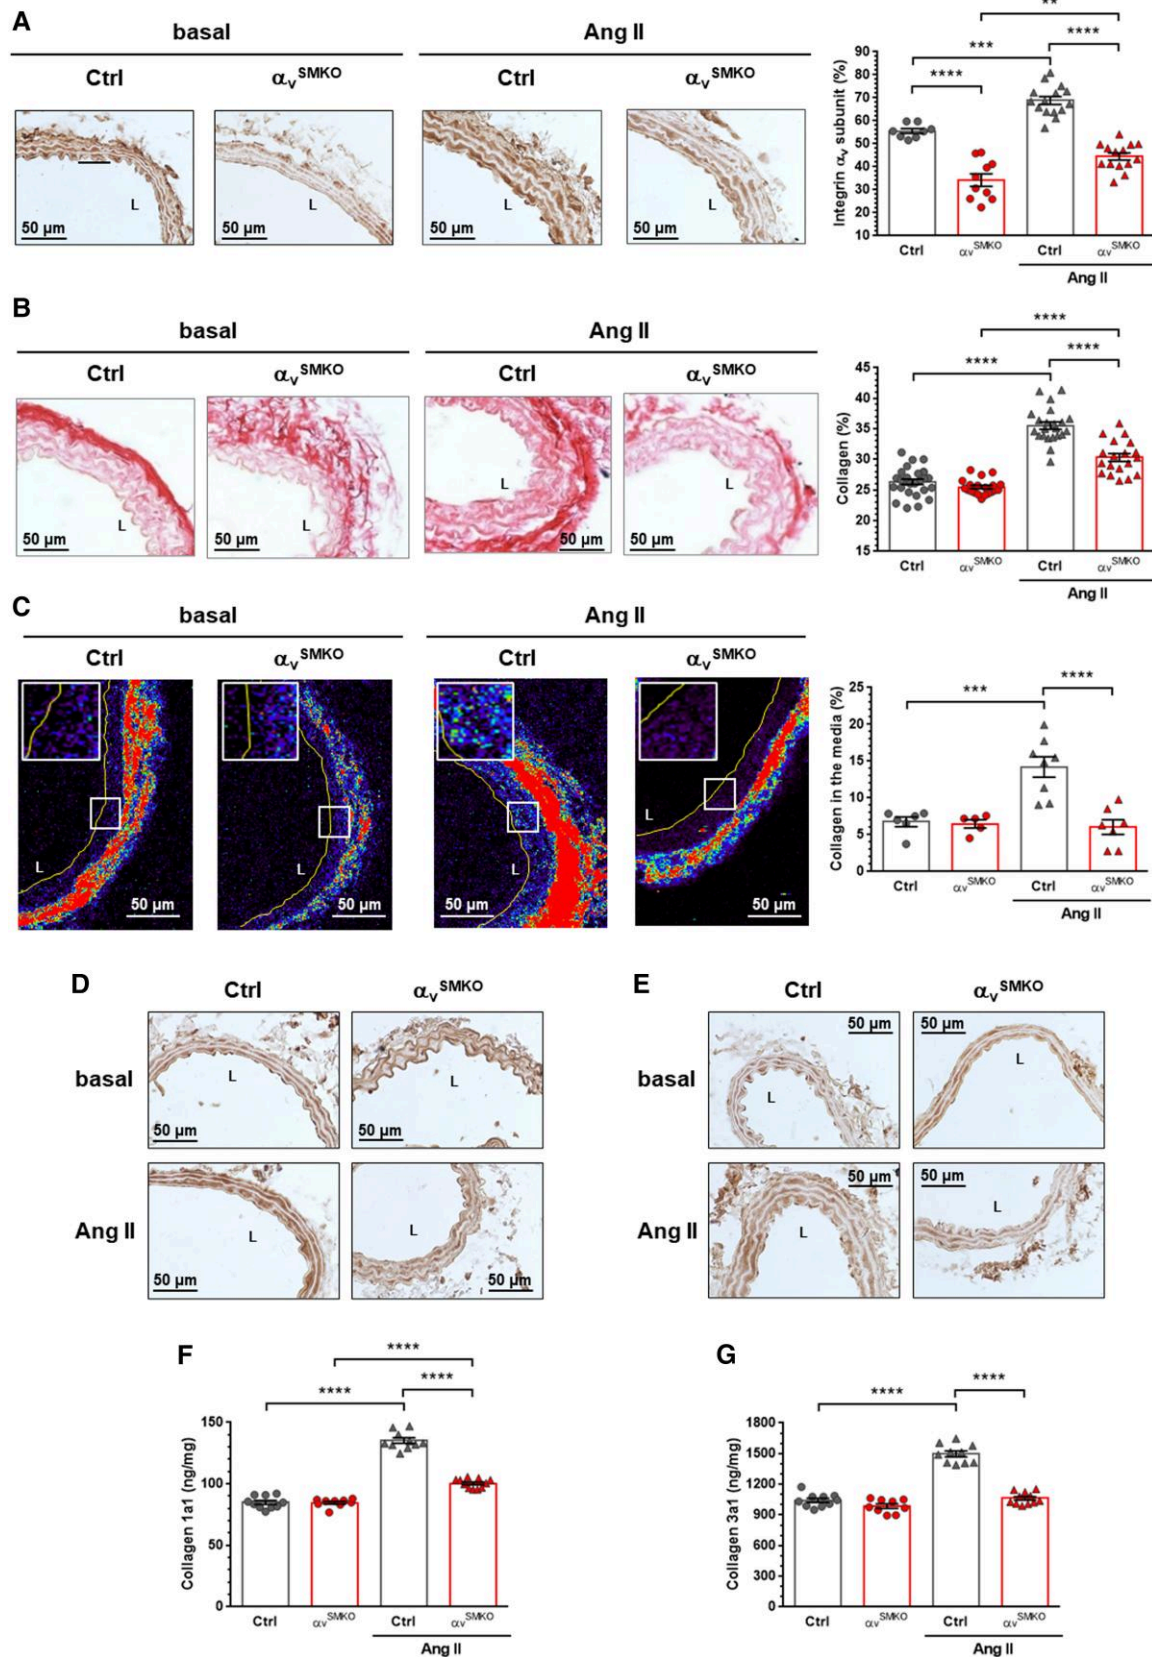 A
basal
Ang II
Ctrl
αv SMKO
Ctrl
αv SMKO
L
50 µm
L
50 µm
L
50 µm
L
50 µm
**
***
****
****
Integrin αv subunit (%)
90
80
70
60
50
40
30
20
10
Ctrl
αv SMKO
Ctrl
αv SMKO
Ang II
B
basal
Ang II
Ctrl
αv SMKO
Ctrl
αv SMKO
L
50 µm
L
50 µm
L
50 µm
L
50 µm
****
****
****
Collagen (%)
45
40
35
30
25
20
15
Ctrl
αv SMKO
Ctrl
αv SMKO
Ang II
C
basal
Ang II
Ctrl
αv SMKO
Ctrl
αv SMKO
L
50 µm
L
50 µm
L
50 µm
L
50 µm
***
****
Collagen in the media (%)
25
20
15
10
5
0
Ctrl
αv SMKO
Ctrl
αv SMKO
Ang II
D
Ctrl
αv SMKO
basal
L
50 µm
L
50 µm
Ang II
L
50 µm
L
50 µm
E
Ctrl
αv SMKO
basal
50 µm
L
50 µm
L
Ang II
50 µm
L
50 µm
L
F
****
****
****
Collagen 1a1 (ng/mg)
150
100
50
0
Ctrl
αv SMKO
Ctrl
αv SMKO
Ang II
G
****
****
Collagen 3a1 (ng/mg)
1800
1500
1200
900
600
300
0
Ctrl
αv SMKO
Ctrl
αv SMKO
Ang II